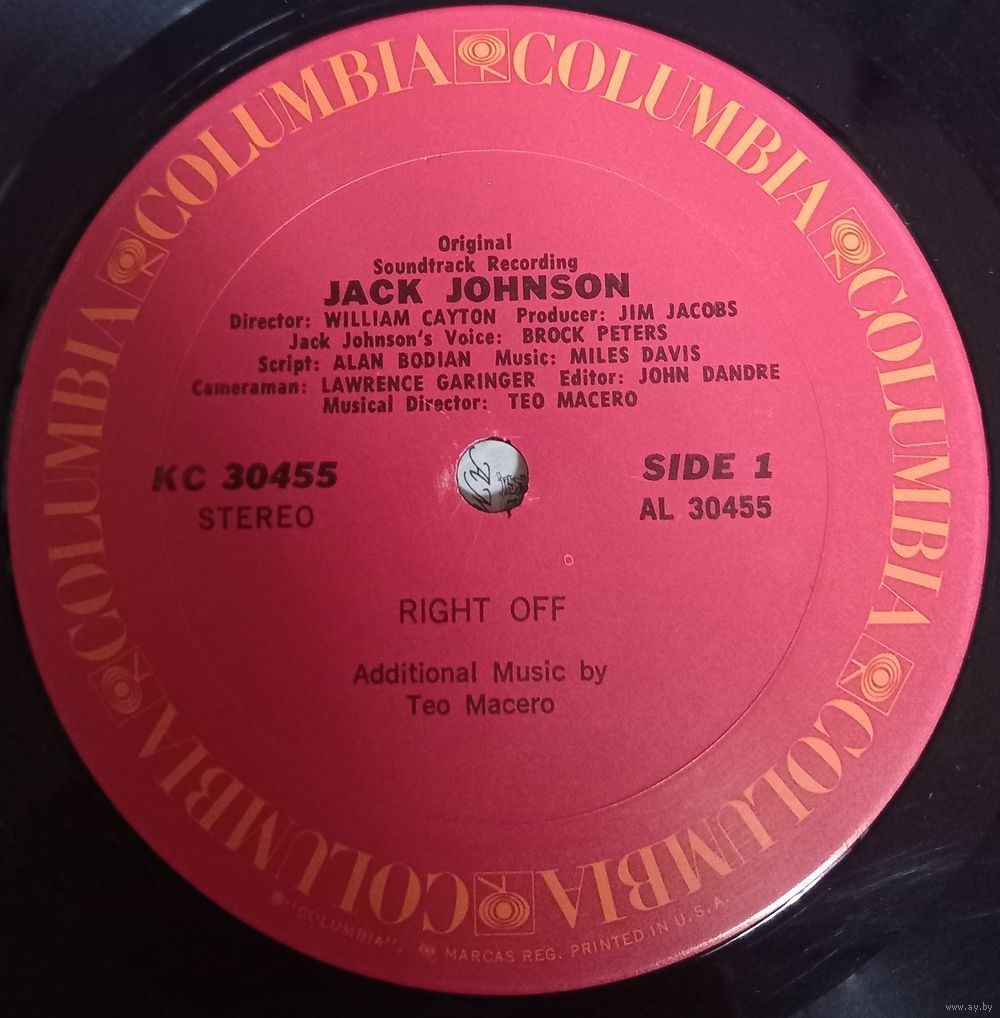 COLUMBIA COLUMBIA COLUMBIA COLUMBIA COLUMBIA COLUMBIA
Original
Soundtrack Recording
JACK JOHNSON
Director: WILLIAM CAYTON Producer: JIM JACOBS
Jack Johnson's Voice: BROCK PETERS
Script: ALAN BODIAN Music: MILES DAVIS
Cameraman: LAWRENCE GARINGER Editor: JOHN DANDRE
Musical Director: TEO MACERO
KC 30455
STEREO
SIDE 1
AL 30455
RIGHT OFF
Additional Music by
Teo Macero
® "COLUMBIA", MARCAS REG. PRINTED IN U.S.A.
www.ay.by